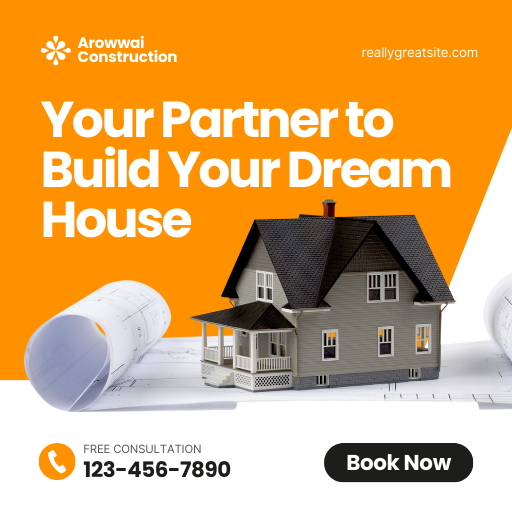 Arowwai
Construction
reallygreatsite.com
Your Partner to
Build Your Dream
House
FREE CONSULTATION
123-456-7890
Book Now